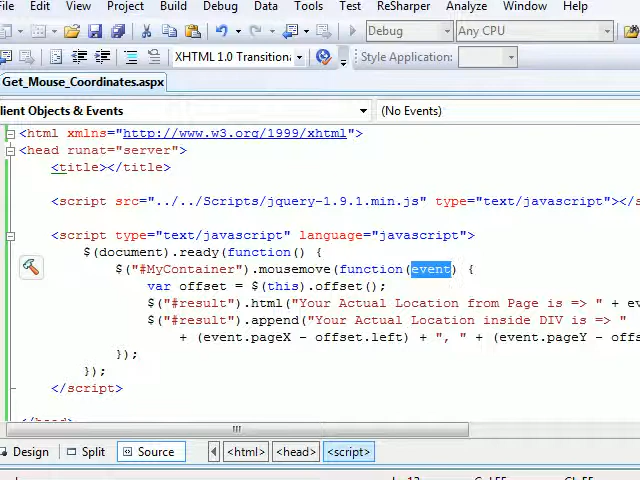 File Edit View Project Build Debug Data Tools Test ReSharper Analyze Window Help
Debug Any CPU
XHTML 1.0 Transition Style Application:
Get_Mouse_Coordinates.aspx
lient Objects & Events (No Events)
<html xmlns="http://www.w3.org/1999/xhtml">
<head runat="server">
<title></title>
<script src="../../Scripts/jquery-1.9.1.min.js" type="text/javascript"></s
<script type="text/javascript" language="javascript">
$(document).ready(function() {
$("#MyContainer").mousemove(function(event) {
var offset = $(this).offset();
$("#result").html("Your Actual Location from Page is => " + ev
$("#result").append("Your Actual Location inside DIV is => "
+ (event.pageX - offset.left) + ", " + (event.pageY - offs
});
});
</script>
</head>
Design Split Source <html> <head> <script>